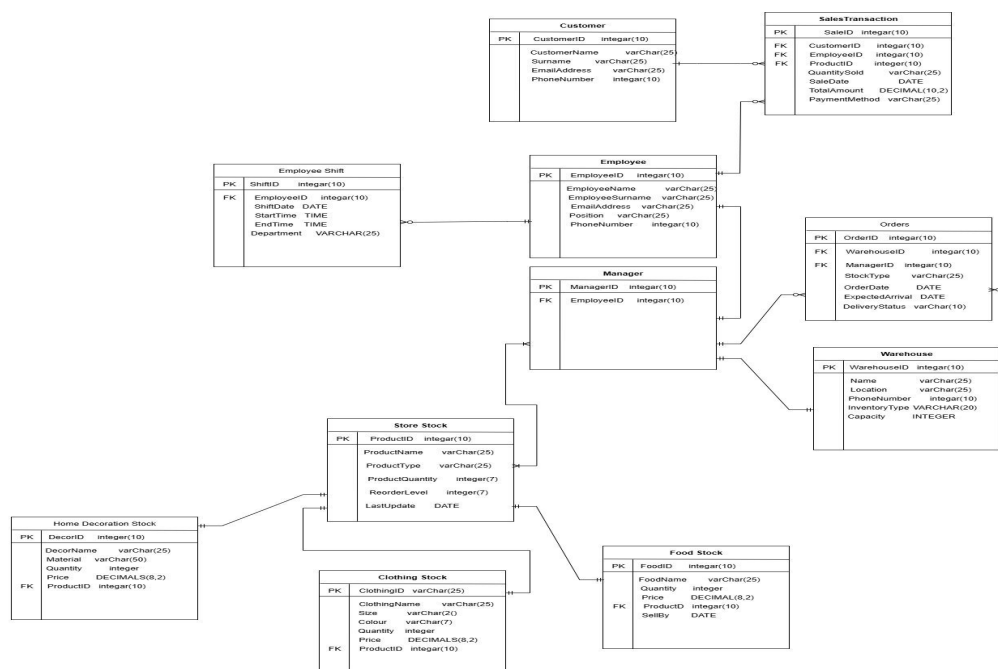 Customer
PK CustomerID integar(10)
CustomerName varChar(25)
Surname varChar(25)
EmailAddress varChar(25)
PhoneNumber integar(10)
SalesTransaction
PK SaleID integar(10)
FK CustomerID integar(10)
FK EmployeeID integar(10)
FK ProductID integar(10)
QuantitySold varChar(25)
SaleDate DATE
TotalAmount DECIMAL(10,2)
PaymentMethod varChar(25)
Employee Shift
PK ShiftID integar(10)
FK EmployeeID integar(10)
ShiftDate DATE
StartTime TIME
EndTime TIME
Department VARCHAR(25)
Employee
PK EmployeeID integar(10)
EmployeeName varChar(25)
EmployeeSurname varChar(25)
EmailAddress varChar(25)
Position varChar(25)
PhoneNumber integar(10)
Manager
PK ManagerID integar(10)
FK EmployeeID integar(10)
Orders
PK OrderID integar(10)
FK WarehouseID integar(10)
FK ManagerID integar(10)
StockType varChar(25)
OrderDate DATE
ExpectedArrival DATE
DeliveryStatus varChar(10)
Warehouse
PK WarehouseID integar(10)
Name varChar(25)
Location varChar(25)
PhoneNumber integar(10)
InventoryType VARCHAR(20)
Capacity INTEGER
Store Stock
PK ProductID integar(10)
ProductName varChar(25)
ProductType varChar(25)
ProductQuantity integer(7)
ReorderLevel integer(7)
LastUpdate DATE
Home Decoration Stock
PK DecorID integar(10)
DecorName varChar(25)
Material varChar(50)
Quantity integer
Price DECIMALS(8,2)
FK ProductID integar(10)
Clothing Stock
PK ClothingID varChar(25)
ClothingName varChar(25)
Size varChar(2()
Colour varChar(7)
Quantity integer
Price DECIMALS(8,2)
FK ProductID integar(10)
Food Stock
PK FoodID integar(10)
FoodName varChar(25)
Quantity integer
Price DECIMAL(8,2)
FK ProductD integar(10)
SellBy DATE